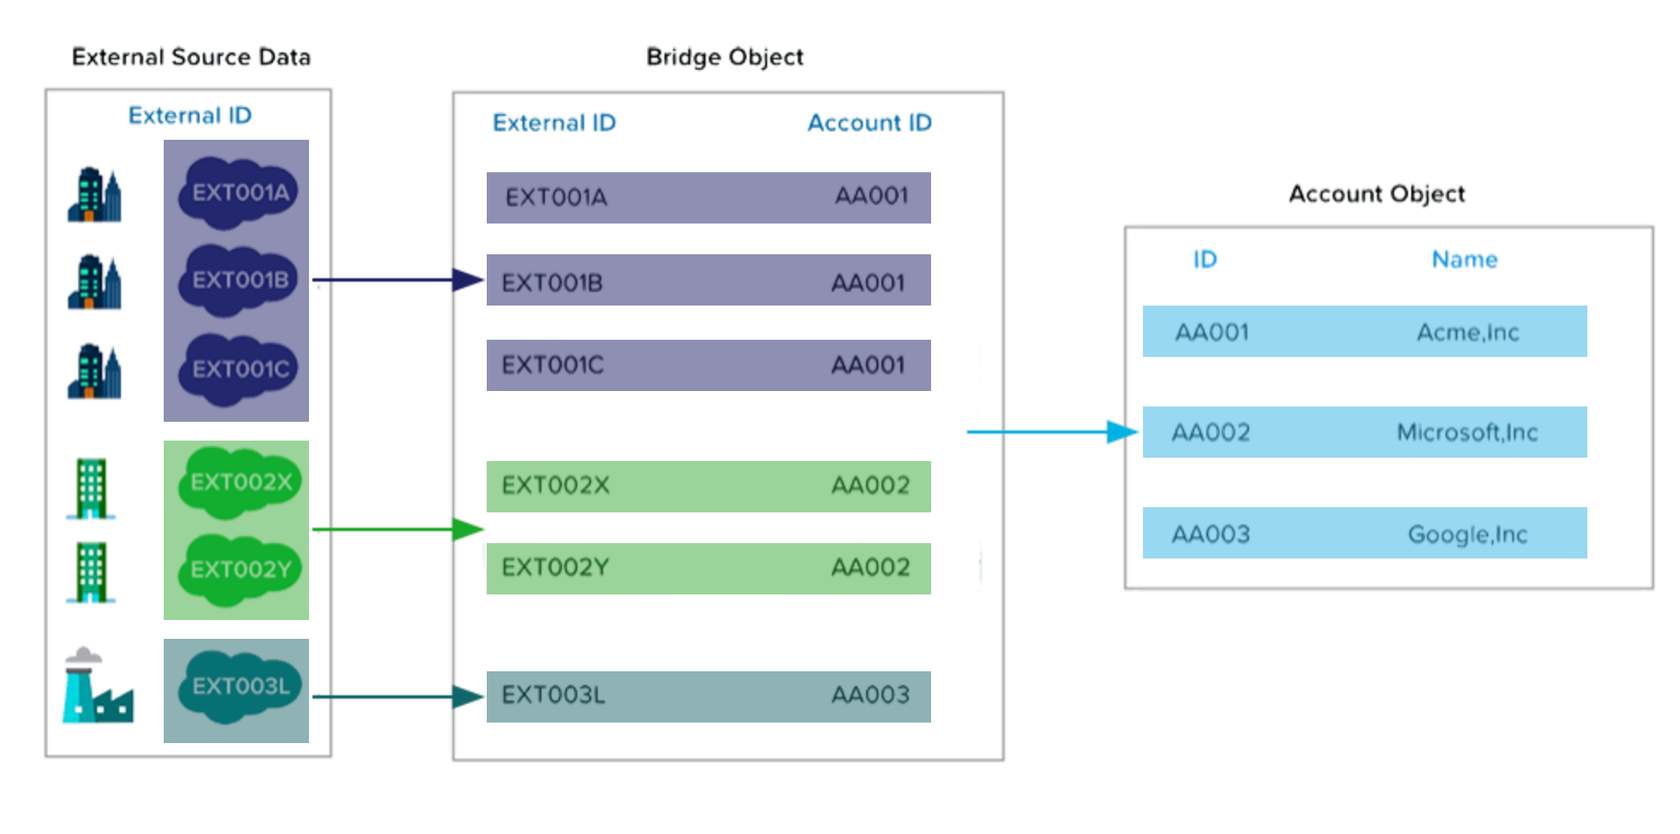 External Source Data
External ID
EXT001A
EXT001B
EXT001C
EXT002X
EXT002Y
EXT003L
Bridge Object
External ID Account ID
EXT001A AA001
EXT001B AA001
EXT001C AA001
EXT002X AA002
EXT002Y AA002
EXT003L AA003
Account Object
ID Name
AA001 Acme,Inc
AA002 Microsoft,Inc
AA003 Google,Inc